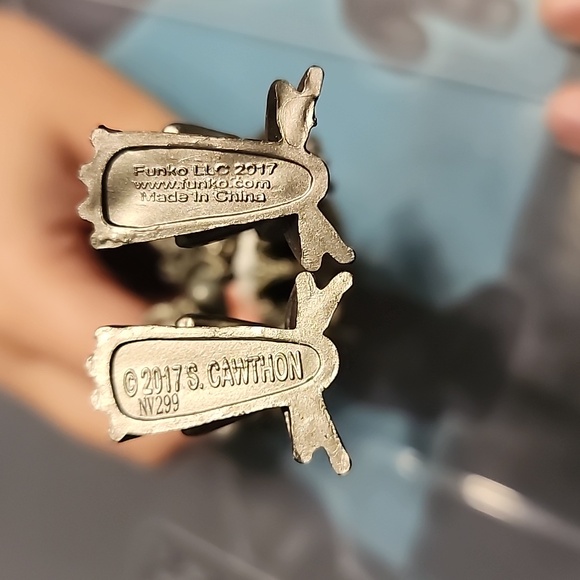 Funko LLC 2017
www.funko.com
Made In China
© 2017 S. CAWTHON
NV299